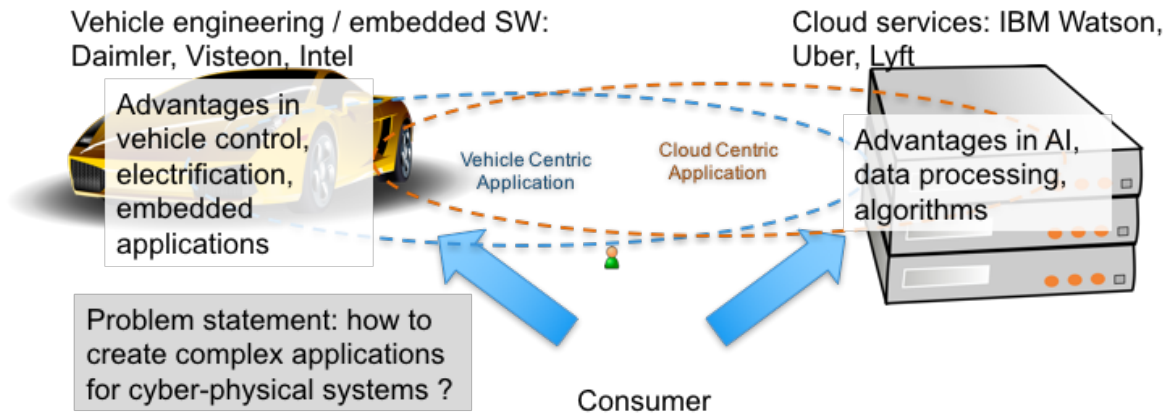 Vehicle engineering / embedded SW:
Daimler, Visteon, Intel
Cloud services: IBM Watson,
Uber, Lyft
Advantages in
vehicle control,
electrification,
embedded
applications
Vehicle Centric
Application
Cloud Centric
Application
Advantages in AI,
data processing,
algorithms
Problem statement: how to
create complex applications
for cyber-physical systems ?
Consumer